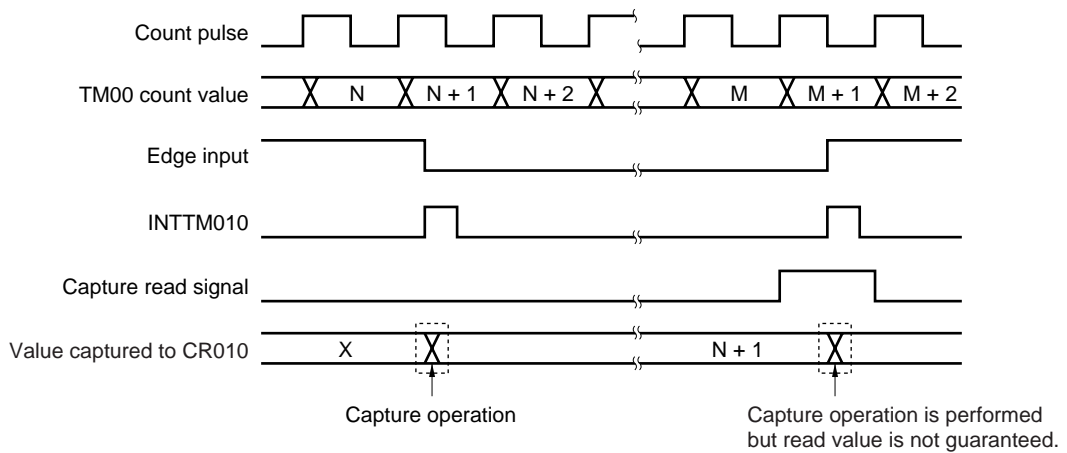 Count pulse
TM00 count value N N + 1 N + 2 M M + 1 M + 2
Edge input
INTTM010
Capture read signal
Value captured to CR010 X N + 1
Capture operation
Capture operation is performed
but read value is not guaranteed.